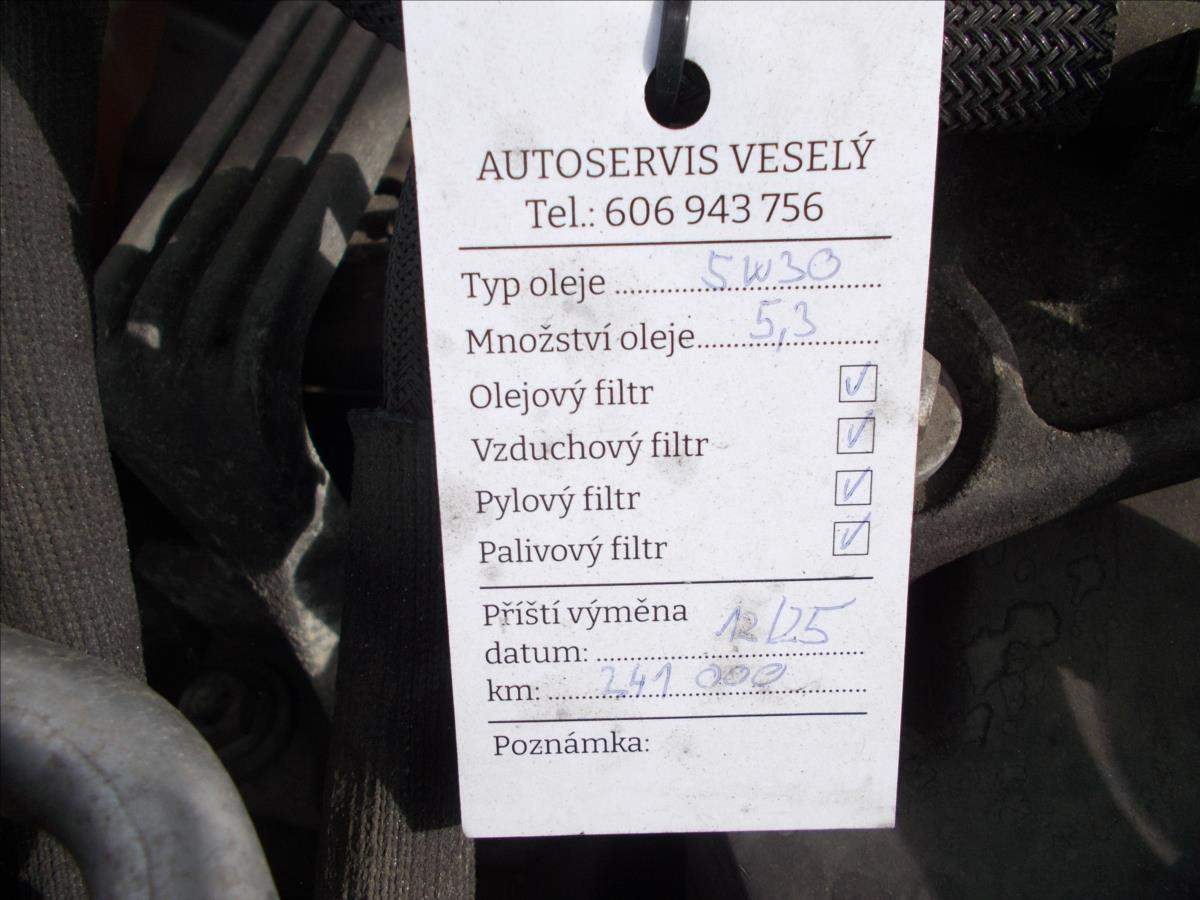 AUTOSERVIS VESELÝ
Tel.: 606 943 756
Typ oleje .......... 5W30
Množství oleje.......... 5,3
Olejový filtr ✓
Vzduchový filtr ✓
Pylový filtr ✓
Palivový filtr ✓
Příští výměna
datum: .......... 12/25
km: .......... 241 000
Poznámka: